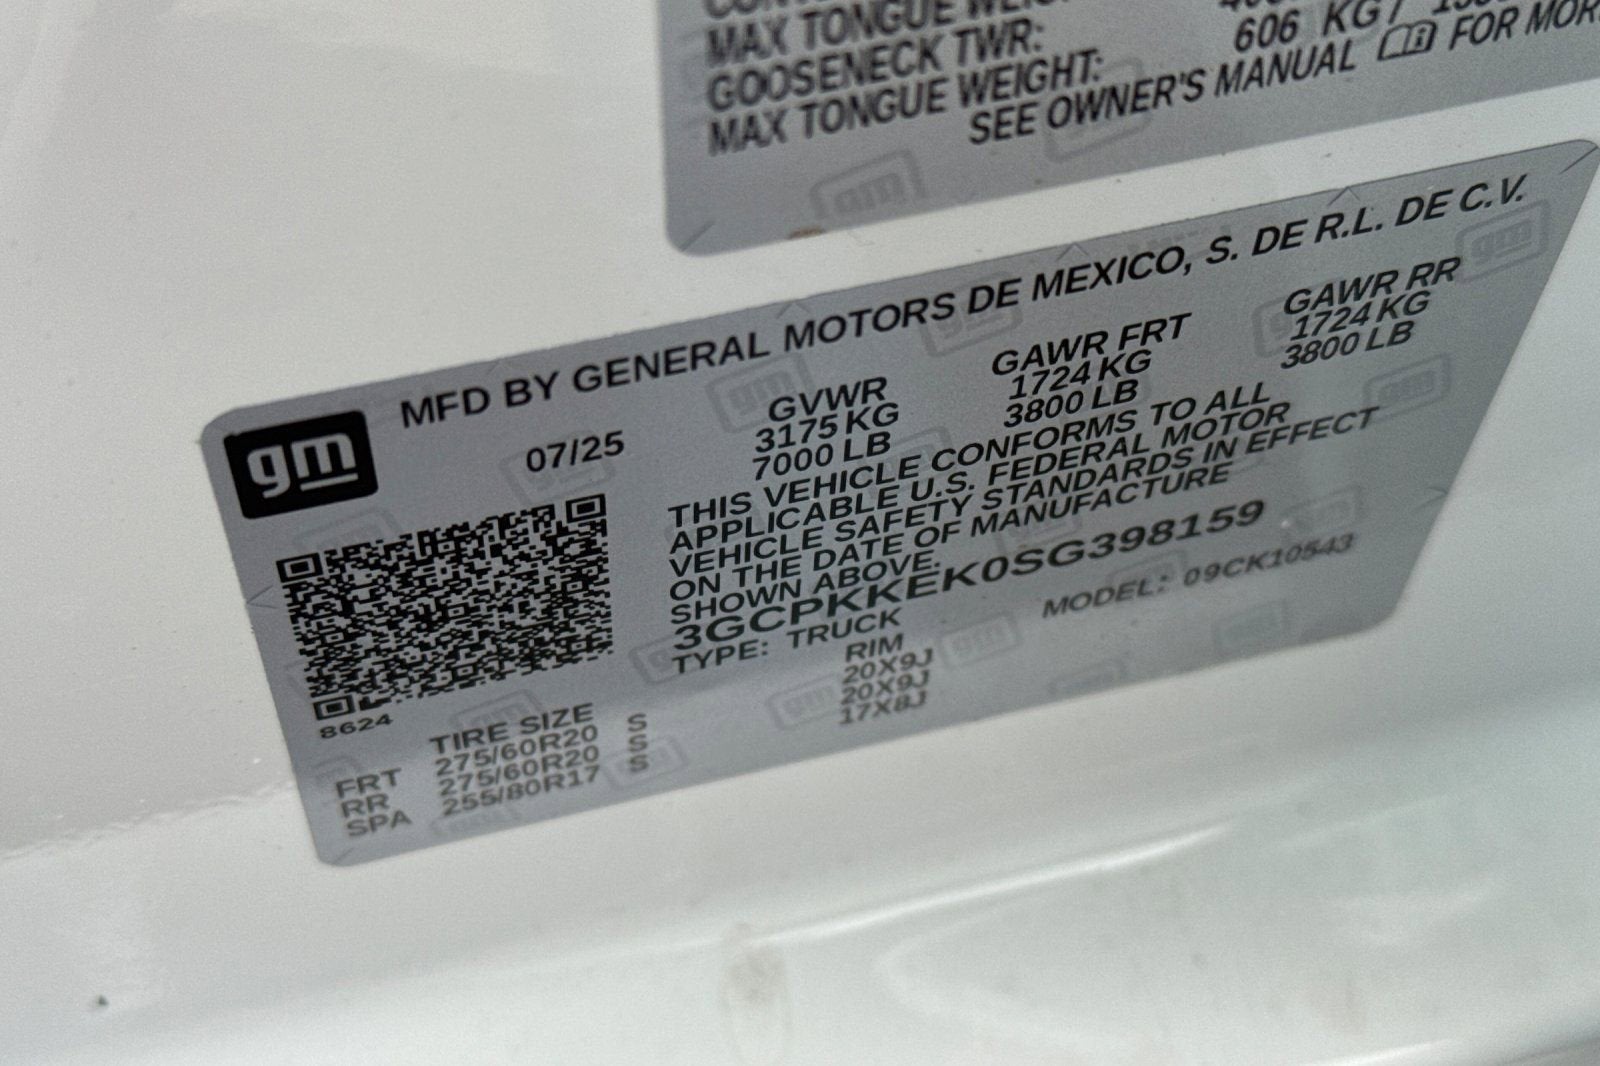 MAX TONGUE
GOOSENECK TWR:
606 KG/
MAX TONGUE WEIGHT:
SEE OWNER'S MANUAL FOR
gm
MFD BY GENERAL MOTORS DE MEXICO, S. DE R.L. DE C.V.
07/25
GVWR GAWR FRT GAWR RR
3175 KG 1724 KG 1724 KG
7000 LB 3800 LB 3800 LB
THIS VEHICLE CONFORMS TO ALL
APPLICABLE U.S. FEDERAL MOTOR
VEHICLE SAFETY STANDARDS IN EFFECT
ON THE DATE OF MANUFACTURE
SHOWN ABOVE.
3GCPKKEK0SG398159
TYPE: TRUCK MODEL: 09CK10543
8624
TIRE SIZE RIM
FRT 275/60R20 S 20X9J
RR 275/60R20 S 20X9J
SPA 255/80R17 S 17X8J